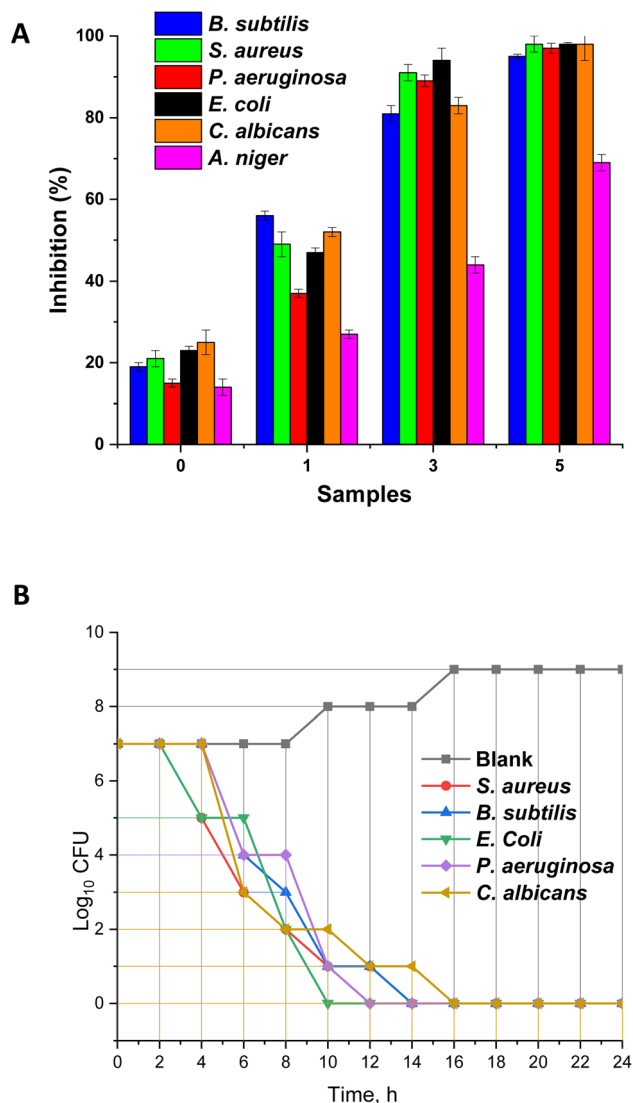 A
B. subtilis
S. aureus
P. aeruginosa
E. coli
C. albicans
A. niger
100
80
60
40
20
0
Inhibition (%)
0 1 3 5
Samples
B
10
8
6
4
2
0
Log₁₀ CFU
Blank
S. aureus
B. subtilis
E. Coli
P. aeruginosa
C. albicans
0 2 4 6 8 10 12 14 16 18 20 22 24
Time, h